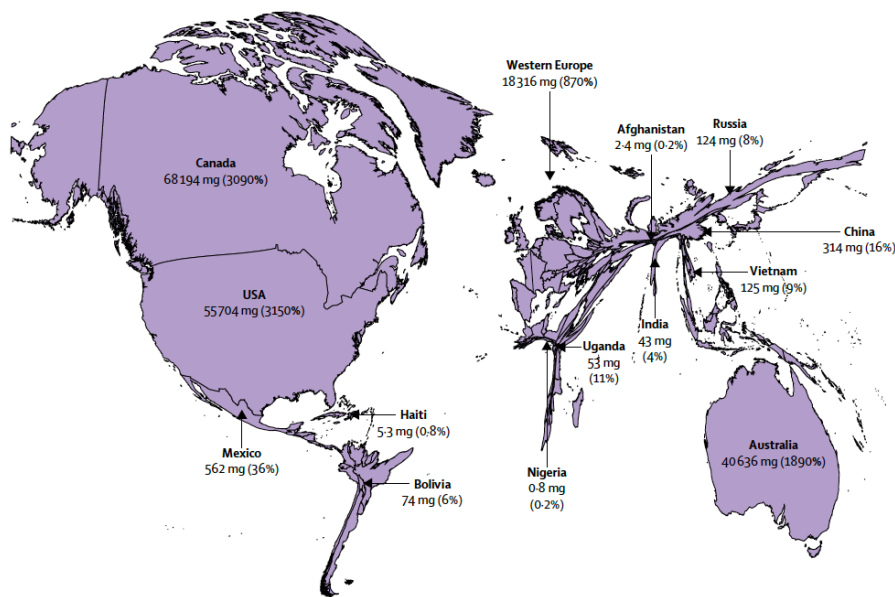 Western Europe
18 316 mg (870%)
Afghanistan
2·4 mg (0·2%)
Russia
124 mg (8%)
Canada
68 194 mg (3090%)
China
314 mg (16%)
Vietnam
125 mg (9%)
USA
55 704 mg (3150%)
India
43 mg
(4%)
Uganda
53 mg
(11%)
Haiti
5·3 mg (0·8%)
Mexico
562 mg (36%)
Bolivia
74 mg (6%)
Nigeria
0·8 mg
(0·2%)
Australia
40 636 mg (1890%)